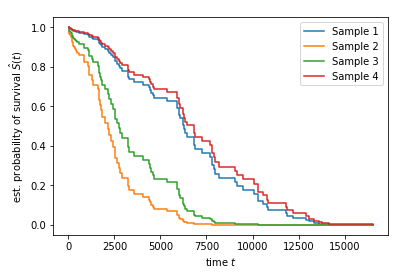 1.0
0.8
0.6
0.4
0.2
0.0
est. probability of survival Ŝ(t)
0
2500
5000
7500
10000
12500
15000
time t
Sample 1
Sample 2
Sample 3
Sample 4